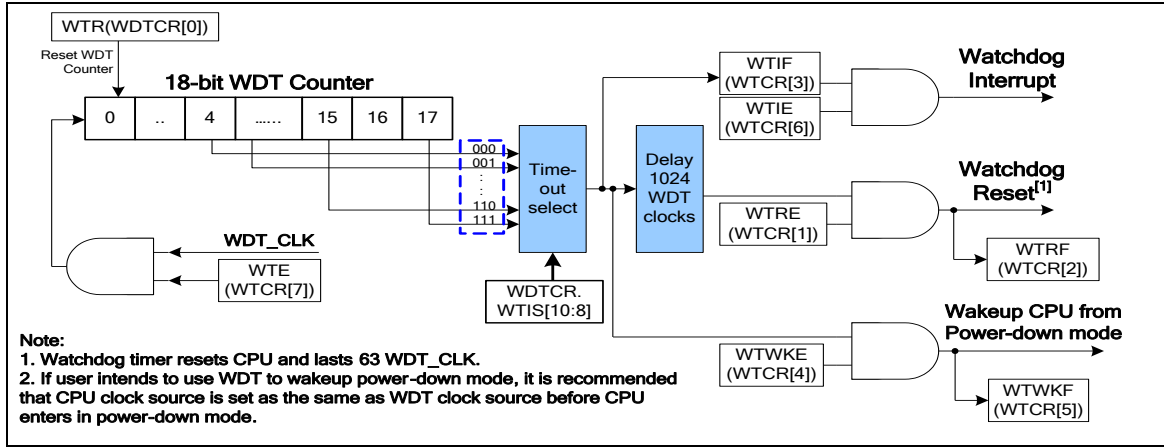 WTR(WDTCR[0])
Reset WDT
Counter
18-bit WDT Counter
0 .. 4 ...... 15 16 17
000
001
:
:
110
111
Time-
out
select
Delay
1024
WDT
clocks
WTIF
(WTCR[3])
WTIE
(WTCR[6])
Watchdog
Interrupt
WTRE
(WTCR[1])
Watchdog
Reset[1]
WTRF
(WTCR[2])
WDT_CLK
WTE
(WTCR[7])
WDTCR.
WTIS[10:8]
WTWKE
(WTCR[4])
Wakeup CPU from
Power-down mode
WTWKF
(WTCR[5])
Note:
1. Watchdog timer resets CPU and lasts 63 WDT_CLK.
2. If user intends to use WDT to wakeup power-down mode, it is recommended
that CPU clock source is set as the same as WDT clock source before CPU
enters in power-down mode.